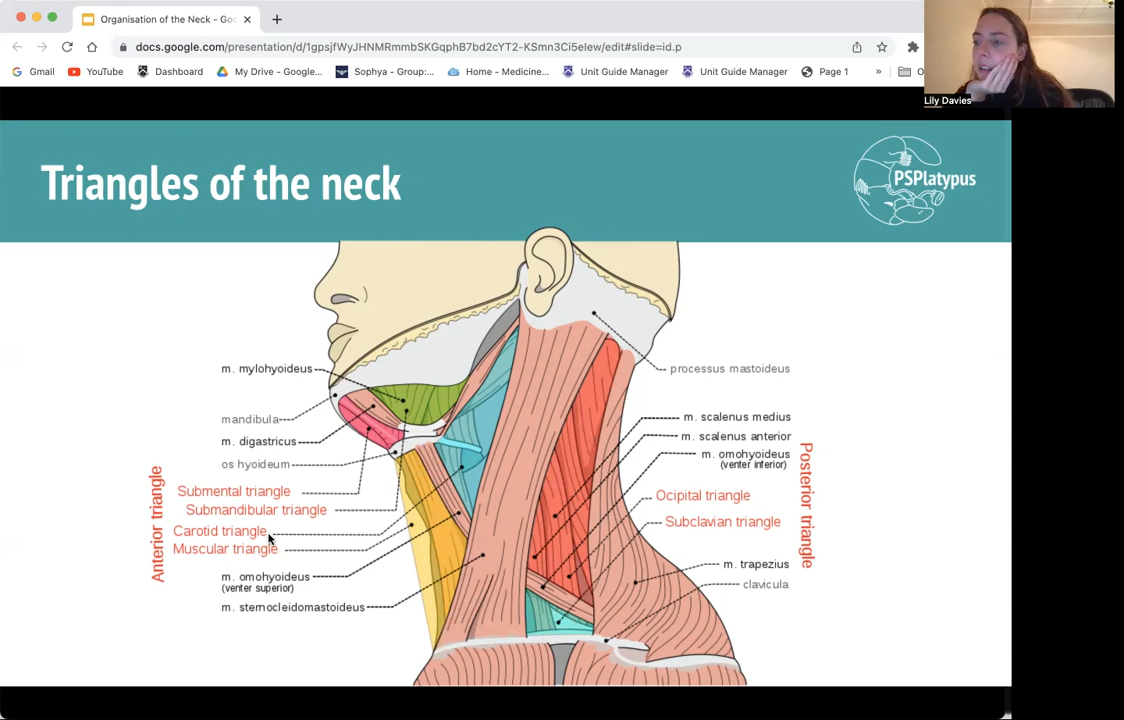 Organisation of the Neck - Goo
docs.google.com/presentation/d/1gpsjfWyJHNMRmmbSKGqphB7bd2cYT2-KSmn3Ci5eIew/edit#slide=id.p
Gmail
YouTube
Dashboard
My Drive - Google...
Sophya - Group:...
Home - Medicine...
Unit Guide Manager
Unit Guide Manager
Page 1
»
O
Lily Davies
Triangles of the neck
PSPlatypus
m. mylohyoideus
mandibula
m. digastricus
os hyoideum
Submental triangle
Submandibular triangle
Carotid triangle
Muscular triangle
m. omohyoideus
(venter superior)
m. sternocleidomastoideus
Anterior triangle
processus mastoideus
m. scalenus medius
m. scalenus anterior
m. omohyoideus
(venter inferior)
Ocipital triangle
Subclavian triangle
m. trapezius
clavicula
Posterior triangle